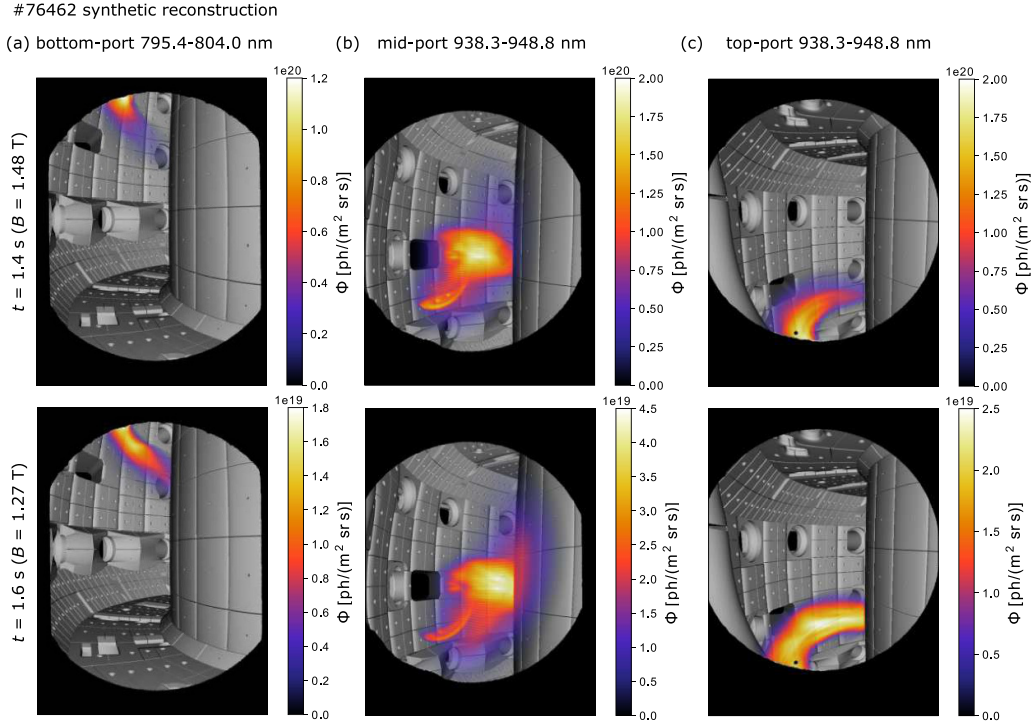 #76462 synthetic reconstruction
(a) bottom-port 795.4-804.0 nm
(b) mid-port 938.3-948.8 nm
(c) top-port 938.3-948.8 nm
t = 1.4 s (B = 1.48 T)
1e20
1.2
1.0
0.8
0.6
0.4
0.2
0.0
Φ [ph/(m² sr s)]
1e20
2.00
1.75
1.50
1.25
1.00
0.75
0.50
0.25
0.00
Φ [ph/(m² sr s)]
1e20
2.00
1.75
1.50
1.25
1.00
0.75
0.50
0.25
0.00
Φ [ph/(m² sr s)]
t = 1.6 s (B = 1.27 T)
1e19
1.8
1.6
1.4
1.2
1.0
0.8
0.6
0.4
0.2
0.0
Φ [ph/(m² sr s)]
1e19
4.5
4.0
3.5
3.0
2.5
2.0
1.5
1.0
0.5
0.0
Φ [ph/(m² sr s)]
1e19
2.5
2.0
1.5
1.0
0.5
0.0
Φ [ph/(m² sr s)]